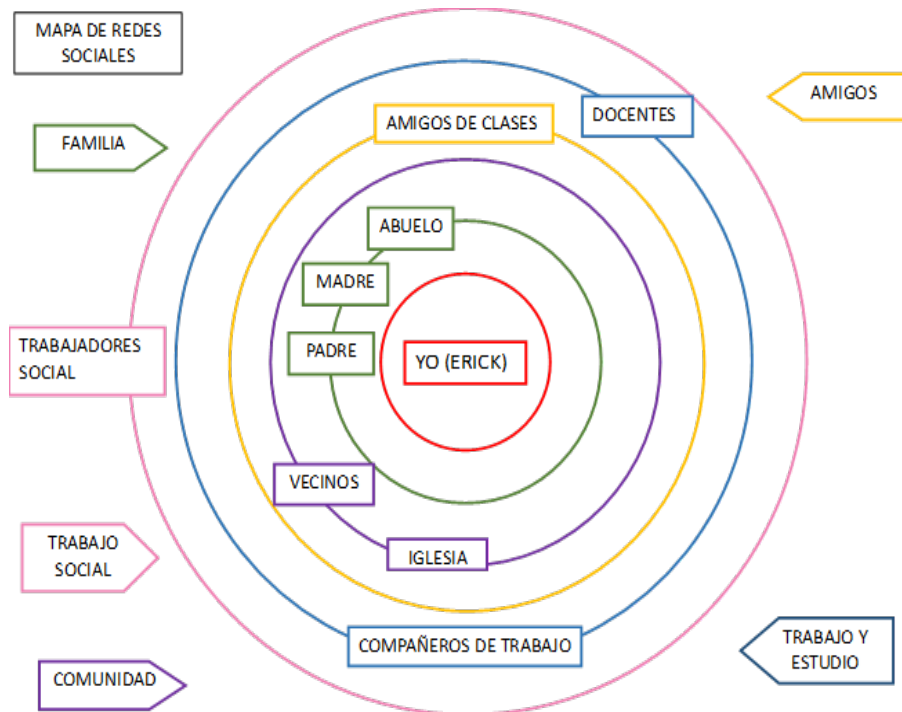 MAPA DE REDES
SOCIALES
AMIGOS
DOCENTES
AMIGOS DE CLASES
FAMILIA
ABUELO
MADRE
PADRE
YO (ERICK)
TRABAJADORES
SOCIAL
VECINOS
IGLESIA
TRABAJO
SOCIAL
COMPAÑEROS DE TRABAJO
TRABAJO Y
ESTUDIO
COMUNIDAD